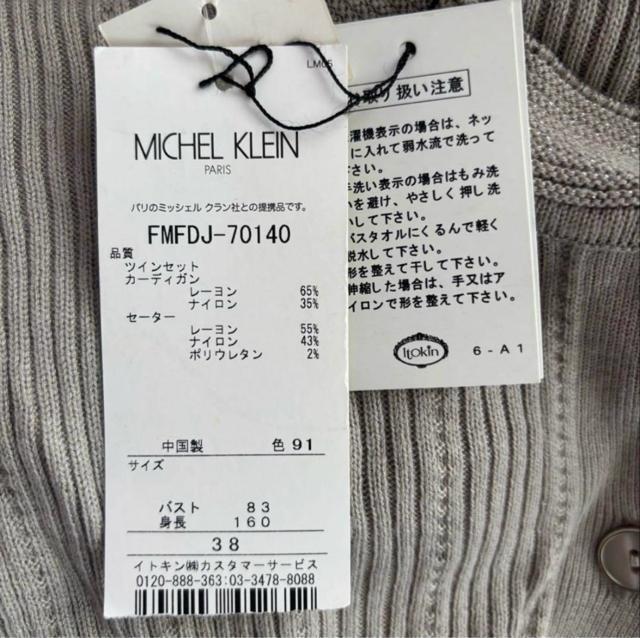 LM05
MICHEL KLEIN
PARIS
パリのミッシェル クラン社との提携品です。
FMFDJ-70140
品質
ツインセット
カーディガン
レーヨン 65%
ナイロン 35%
セーター
レーヨン 55%
ナイロン 43%
ポリウレタン 2%
中国製 色 91
サイズ
バスト 83
身長 160
38
イトキン㈱カスタマーサービス
0120-888-363:03-3478-8088
取り扱い注意
濯機表示の場合は、ネッ
に入れて弱水流で洗って
ださい。
手洗い表示の場合はもみ洗
いを避け、やさしく押し洗
いして下さい。
バスタオルにくるんで軽く
脱水して下さい。
形を整えて干して下さい。
伸縮した場合は、手又はア
イロンで形を整えて下さい。
Itokin
6-A1